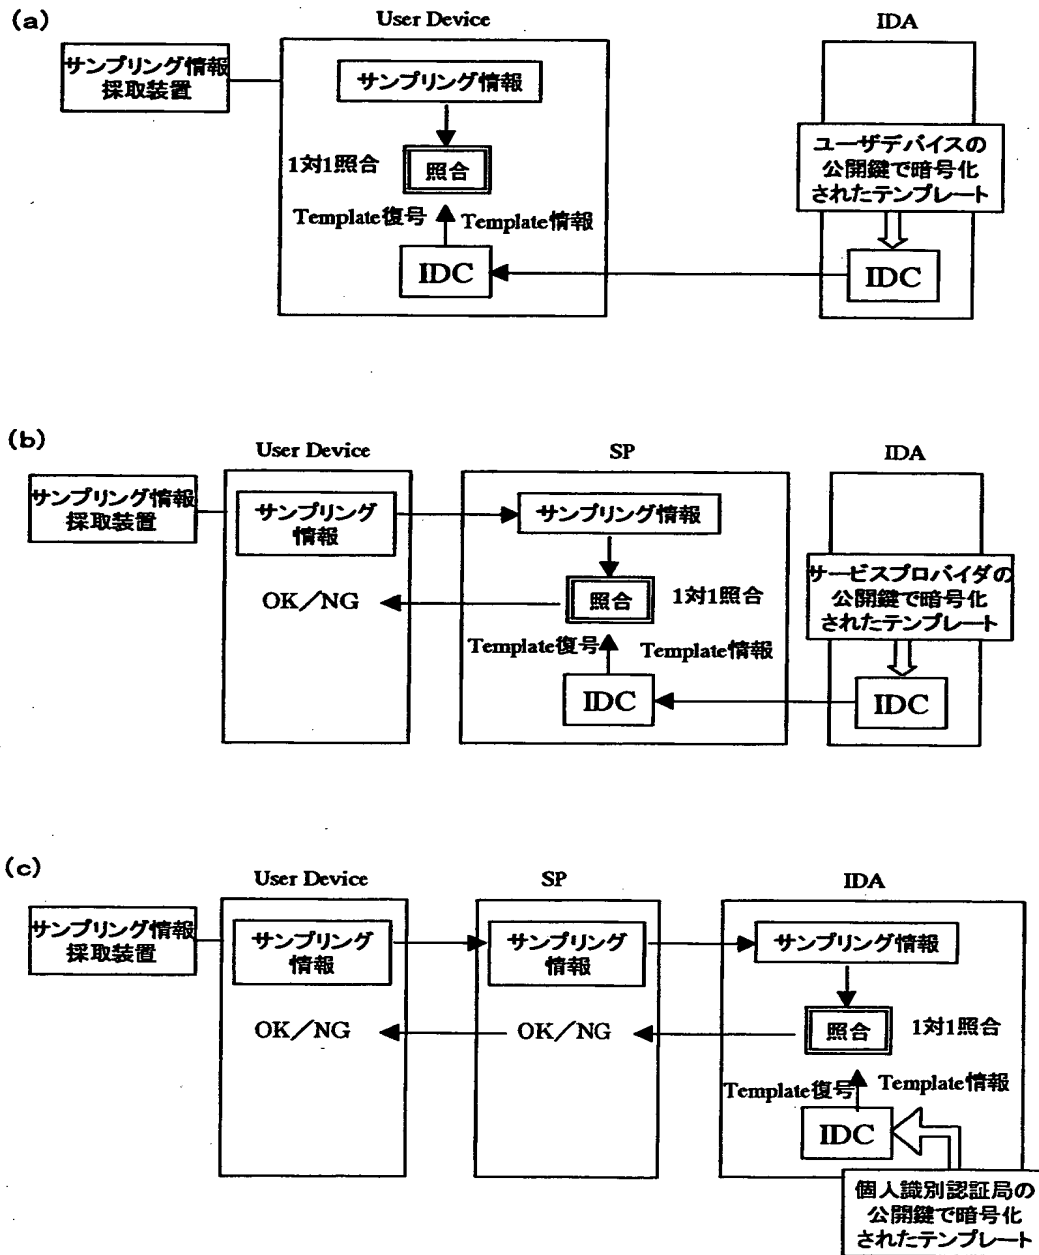 (a)
User Device
IDA
サンプリング情報
採取装置
サンプリング情報
1対1照合
照合
Template復号
Template情報
IDC
ユーザデバイスの
公開鍵で暗号化
されたテンプレート
IDC
(b)
User Device
SP
IDA
サンプリング情報
採取装置
サンプリング
情報
サンプリング情報
OK/NG
照合
1対1照合
Template復号
Template情報
IDC
サービスプロバイダの
公開鍵で暗号化
されたテンプレート
IDC
(c)
User Device
SP
IDA
サンプリング情報
採取装置
サンプリング
情報
サンプリング
情報
サンプリング情報
OK/NG
OK/NG
照合
1対1照合
Template復号
Template情報
IDC
個人識別認証局の
公開鍵で暗号化
されたテンプレート